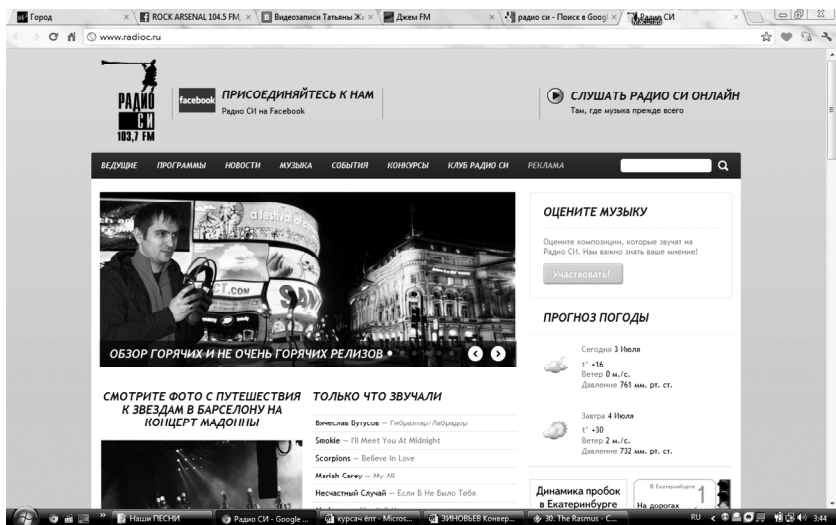 Город
ROCK ARSENAL 104.5 FM,
Видеозаписи Татьяны Ж
Джем FM
радио си - Поиск в Googl
Радио СИ
www.radioc.ru
РАДИО
СИ
103,7 FM
facebook
ПРИСОЕДИНЯЙТЕСЬ К НАМ
Радио СИ на Facebook
СЛУШАТЬ РАДИО СИ ОНЛАЙН
Там, где музыка прежде всего
ВЕДУЩИЕ ПРОГРАММЫ НОВОСТИ МУЗЫКА СОБЫТИЯ КОНКУРСЫ КЛУБ РАДИО СИ РЕКЛАМА
a festival of
CT.COM
SAN
ОБЗОР ГОРЯЧИХ И НЕ ОЧЕНЬ ГОРЯЧИХ РЕЛИЗОВ
СМОТРИТЕ ФОТО С ПУТЕШЕСТВИЯ
К ЗВЕЗДАМ В БАРСЕЛОНУ НА
КОНЦЕРТ МАДОННЫ
ТОЛЬКО ЧТО ЗВУЧАЛИ
Вячеслав Бутусов – Гибралтар/Лабрадор
Smokie – I'll Meet You At Midnight
Scorpions – Believe In Love
Mariah Carey – My All
Несчастный Случай – Если Б Не Было Тебя
ОЦЕНИТЕ МУЗЫКУ
Оцените композиции, которые звучат на
Радио СИ. Нам важно знать ваше мнение!
Участвовать!
ПРОГНОЗ ПОГОДЫ
Сегодня 3 Июля
t° +16
Ветер 0 м./с.
Давление 761 мм. рт. ст.
Завтра 4 Июля
t° +30
Ветер 2 м./с.
Давление 732 мм. рт. ст.
Динамика пробок
в Екатеринбурге
В Екатеринбурге
1
На дорогах
Наши ПЕСНИ
Радио СИ - Google ...
курсач ёпт - Micros...
ЗИНОВЬЕВ Конвер...
30. The Rasmus - C...
RU
3:44